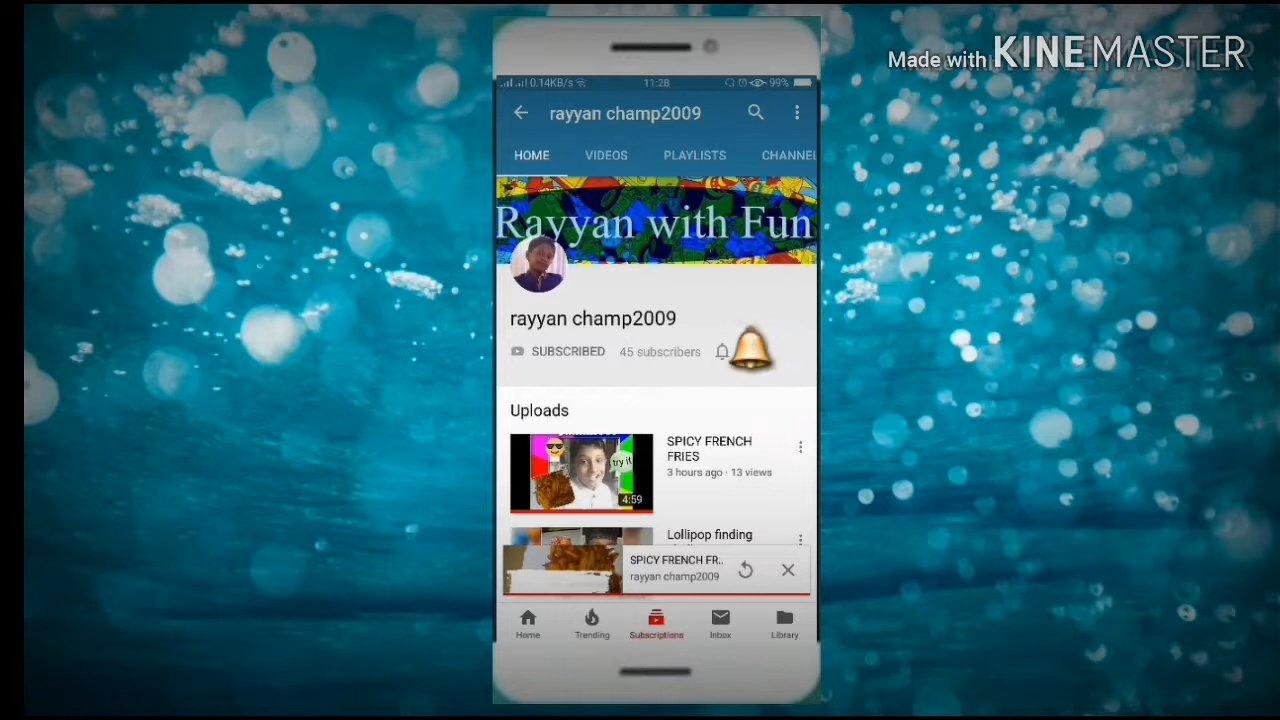 Made with KINEMASTER
0.14KB/s 11:28 99%
rayyan champ2009
HOME VIDEOS PLAYLISTS CHANNEL
Rayyan with Fun
rayyan champ2009
SUBSCRIBED 45 subscribers
Uploads
SPICY FRENCH
FRIES
3 hours ago · 13 views
try it
4:59
Lollipop finding
SPICY FRENCH FR..
rayyan champ2009
Home Trending Subscriptions Inbox Library